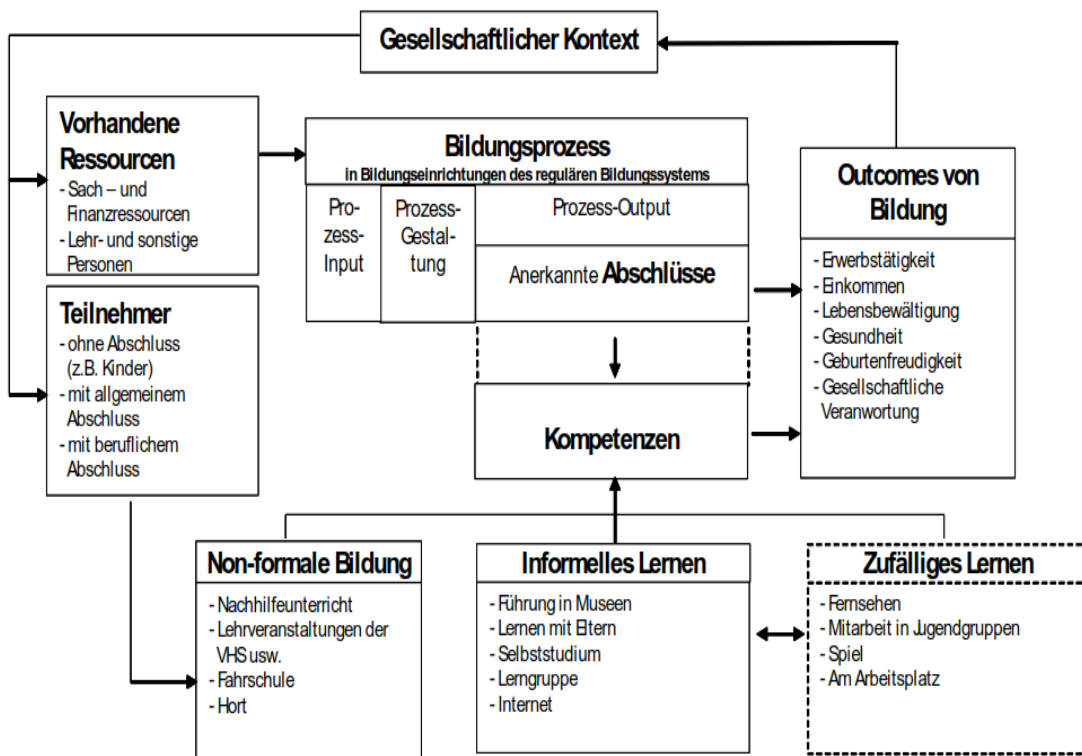 Gesellschaftlicher Kontext
Vorhandene
Ressourcen
- Sach – und
Finanzressourcen
- Lehr- und sonstige
Personen
Teilnehmer
- ohne Abschluss
(z.B. Kinder)
- mit allgemeinem
Abschluss
- mit beruflichem
Abschluss
Bildungsprozess
in Bildungseinrichtungen des regulären Bildungssystems
Pro-
zess-
Input
Prozess-
Gestal-
tung
Prozess-Output
Anerkannte Abschlüsse
Kompetenzen
Outcomes von
Bildung
- Erwerbstätigkeit
- Einkommen
- Lebensbewältigung
- Gesundheit
- Geburtenfreudigkeit
- Gesellschaftliche
Veranwortung
Non-formale Bildung
- Nachhilfeunterricht
- Lehrveranstaltungen der
VHS usw.
- Fahrschule
- Hort
Informelles Lernen
- Führung in Museen
- Lernen mit Eltern
- Selbststudium
- Lerngruppe
- Internet
Zufälliges Lernen
- Fernsehen
- Mitarbeit in Jugendgruppen
- Spiel
- Am Arbeitsplatz